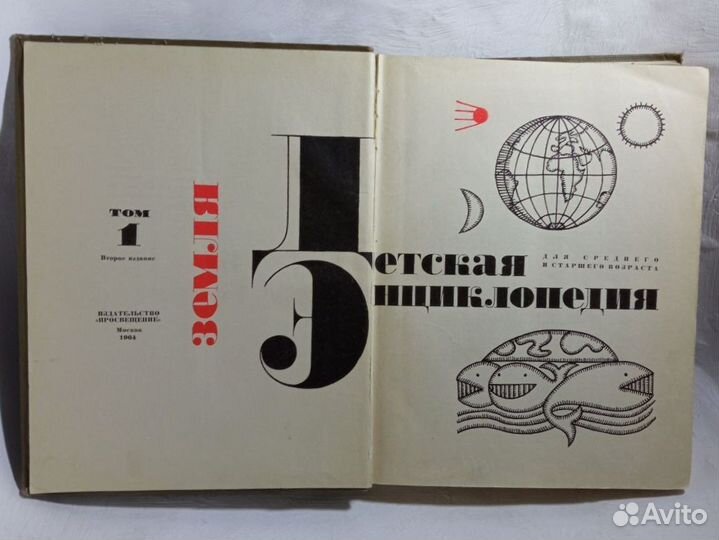 Том
1
Второе издание
ИЗДАТЕЛЬСТВО
«ПРОСВЕЩЕНИЕ»
Москва
1964
земля
Детская
Энциклопедия
ДЛЯ СРЕДНЕГО
И СТАРШЕГО ВОЗРАСТА
Avito